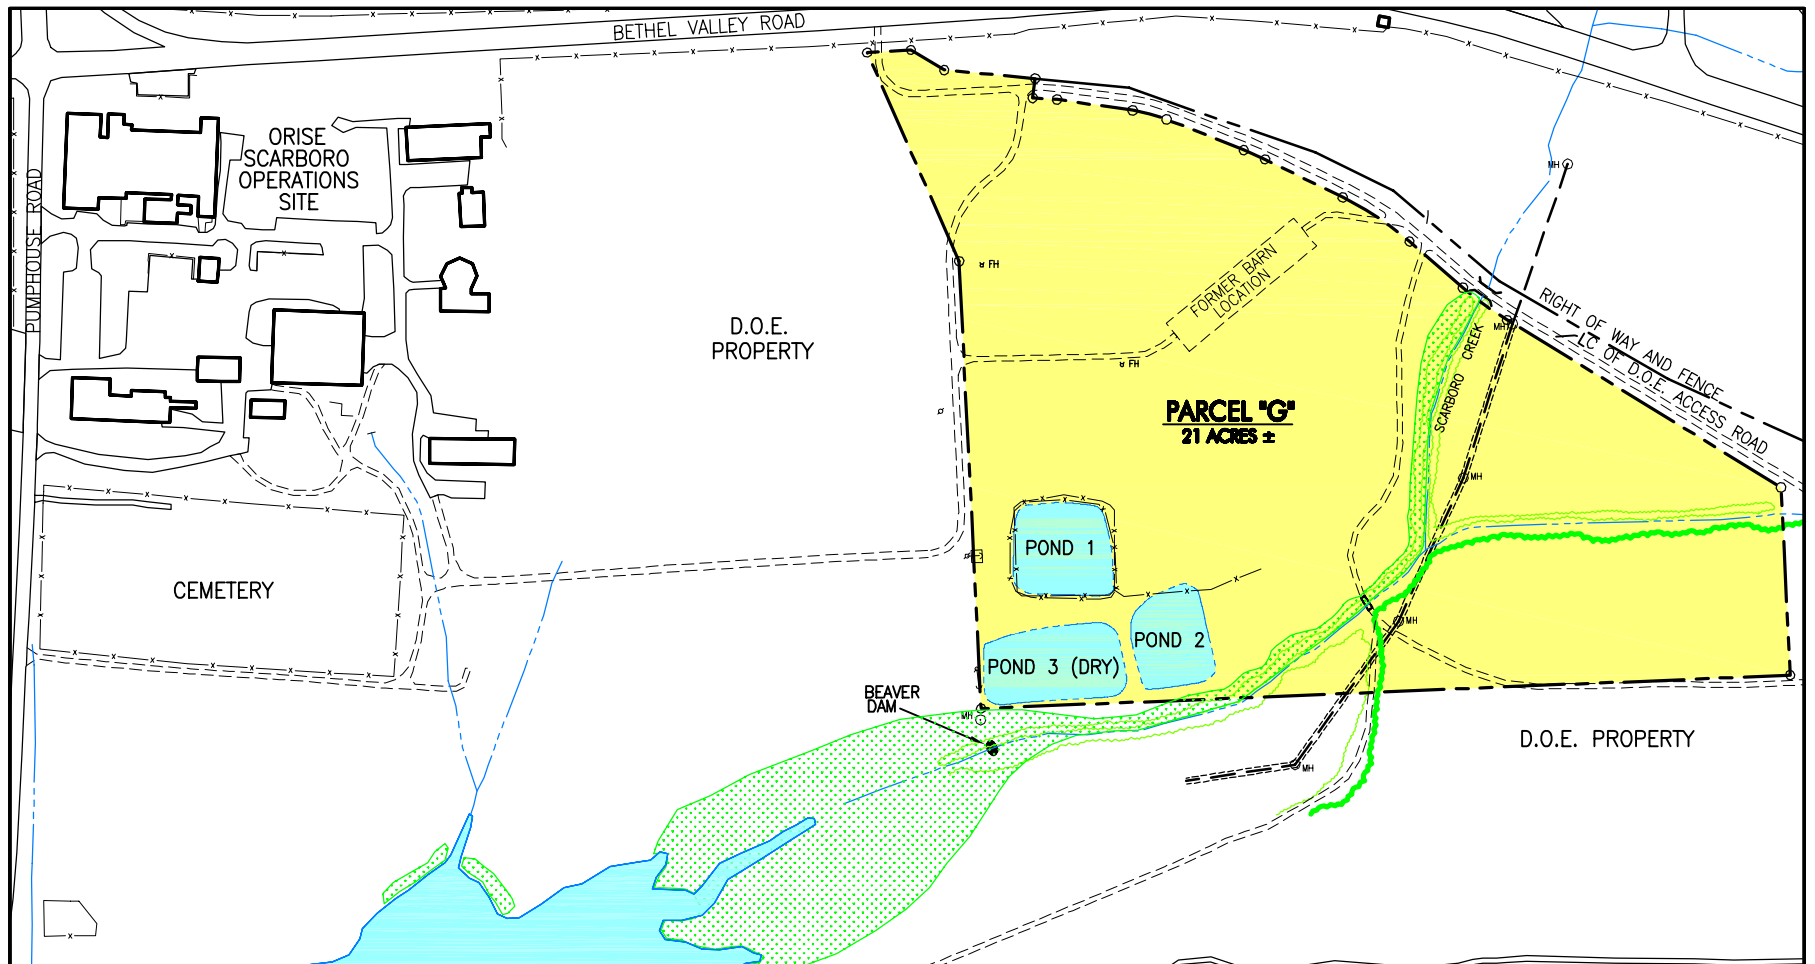 BETHEL VALLEY ROAD
ORISE
SCARBORO
OPERATIONS
SITE
PUMPHOUSE ROAD
MH
FH
FORMER BARN
LOCATION
D.O.E.
PROPERTY
RIGHT OF WAY AND FENCE
LC OF D.O.E. ACCESS ROAD
MH
SCARBORO CREEK
FH
PARCEL "G"
21 ACRES ±
MH
POND 1
CEMETERY
POND 2
MH
POND 3 (DRY)
BEAVER
DAM
MH
D.O.E. PROPERTY
MH